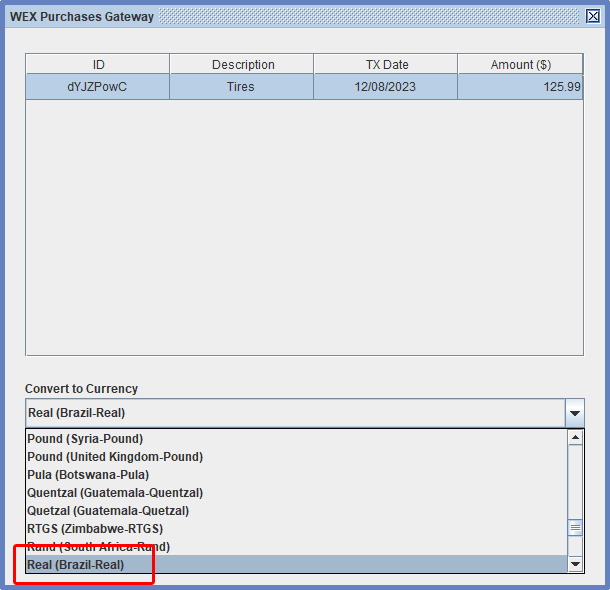 WEX Purchases Gateway
ID Description TX Date Amount ($)
dYJZPowC Tires 12/08/2023 125.99
Convert to Currency
Real (Brazil-Real)
Pound (Syria-Pound)
Pound (United Kingdom-Pound)
Pula (Botswana-Pula)
Quentzal (Guatemala-Quentzal)
Quetzal (Guatemala-Quetzal)
RTGS (Zimbabwe-RTGS)
Rand (South Africa-Rand)
Real (Brazil-Real)